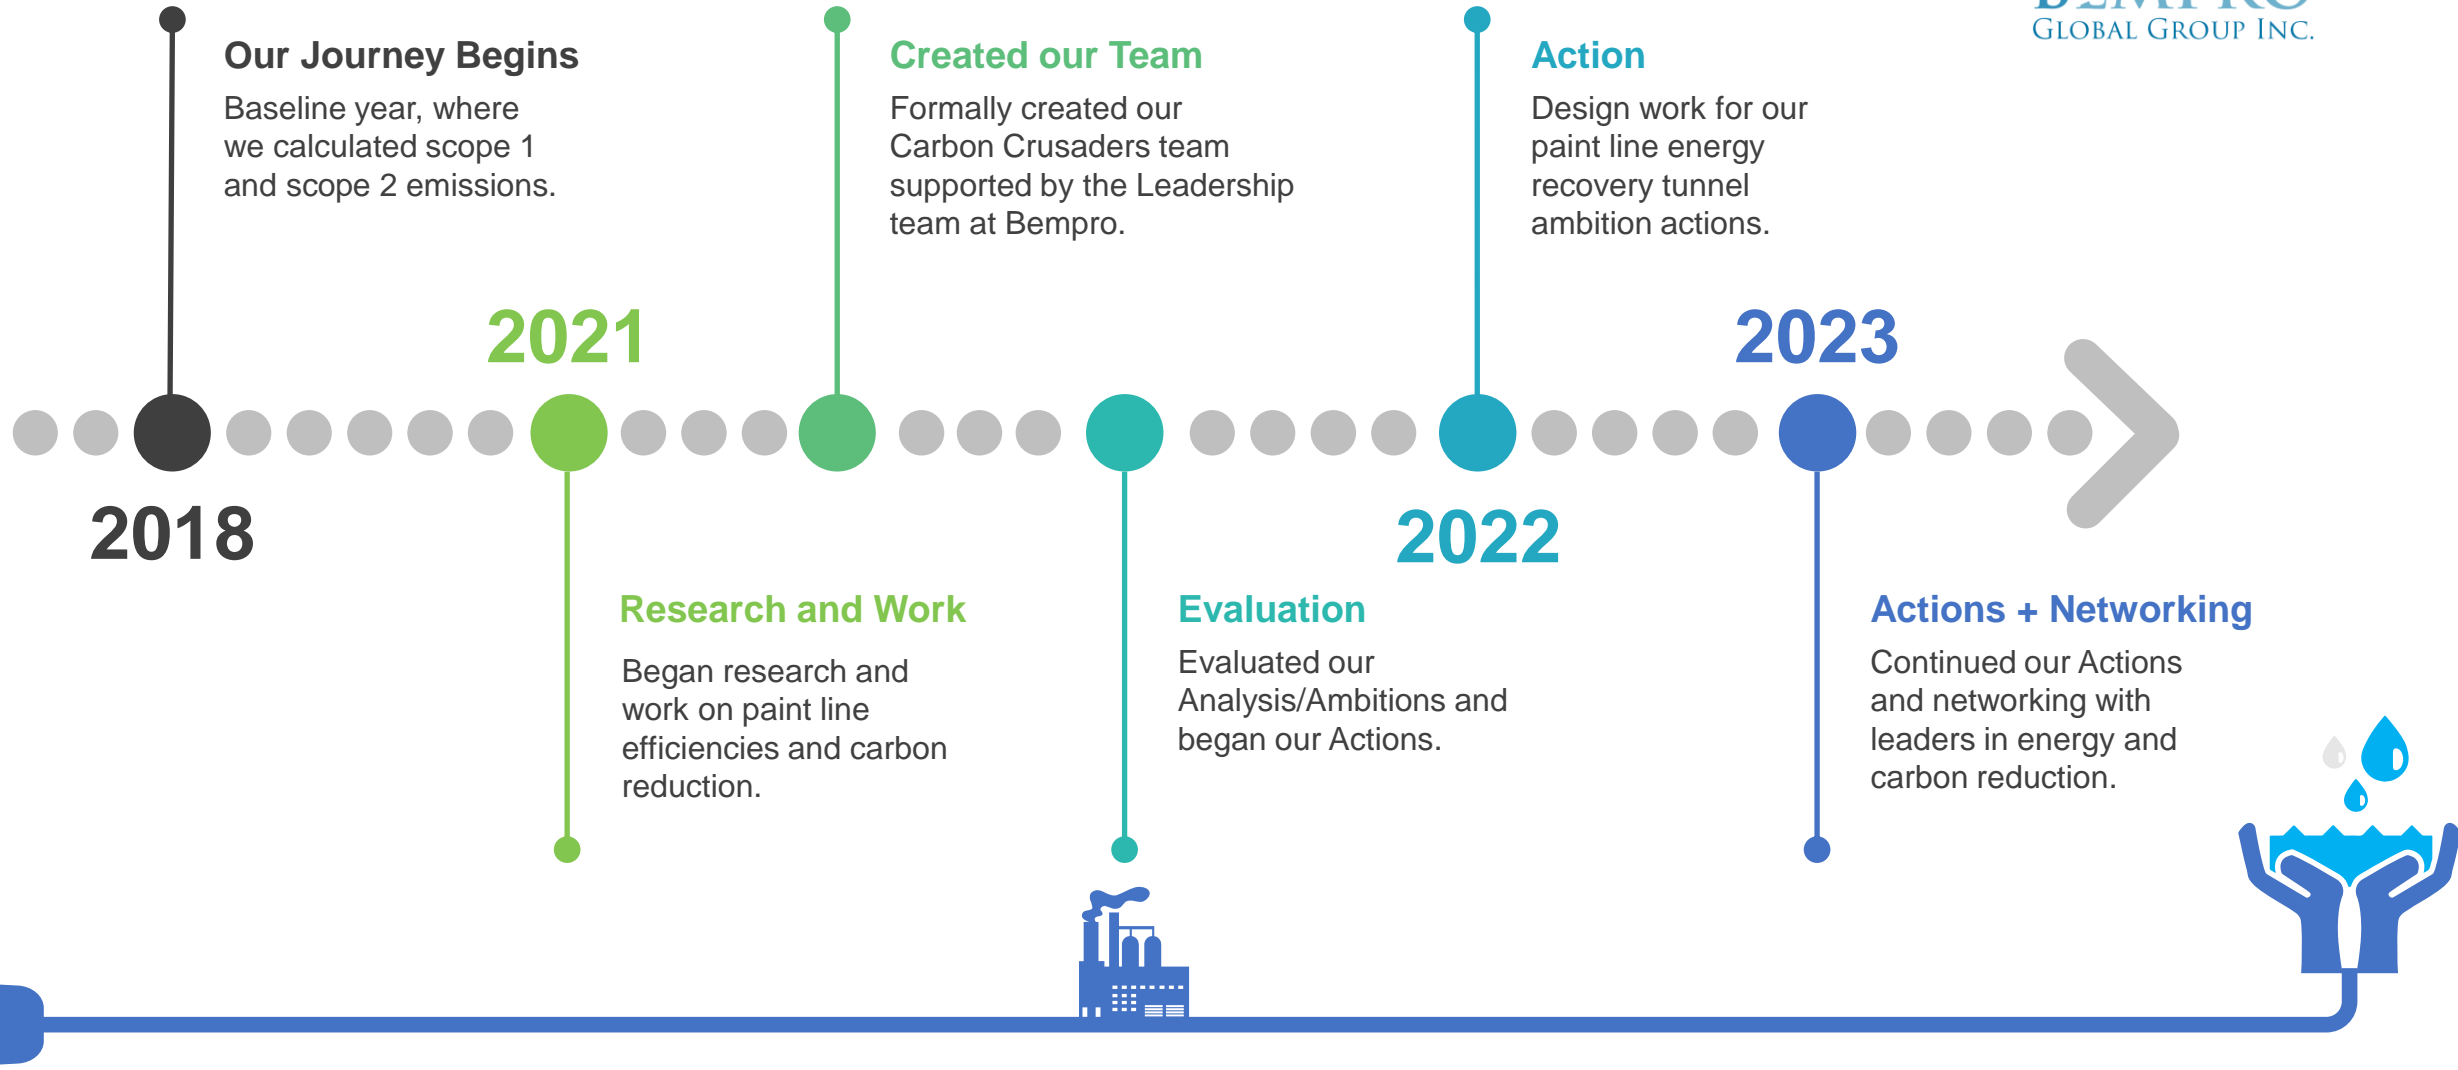 BEMPRO
GLOBAL GROUP INC.
Our Journey Begins
Baseline year, where
we calculated scope 1
and scope 2 emissions.
Created our Team
Formally created our
Carbon Crusaders team
supported by the Leadership
team at Bempro.
Action
Design work for our
paint line energy
recovery tunnel
ambition actions.
2021
2023
2018
2022
Research and Work
Began research and
work on paint line
efficiencies and carbon
reduction.
Evaluation
Evaluated our
Analysis/Ambitions and
began our Actions.
Actions + Networking
Continued our Actions
and networking with
leaders in energy and
carbon reduction.